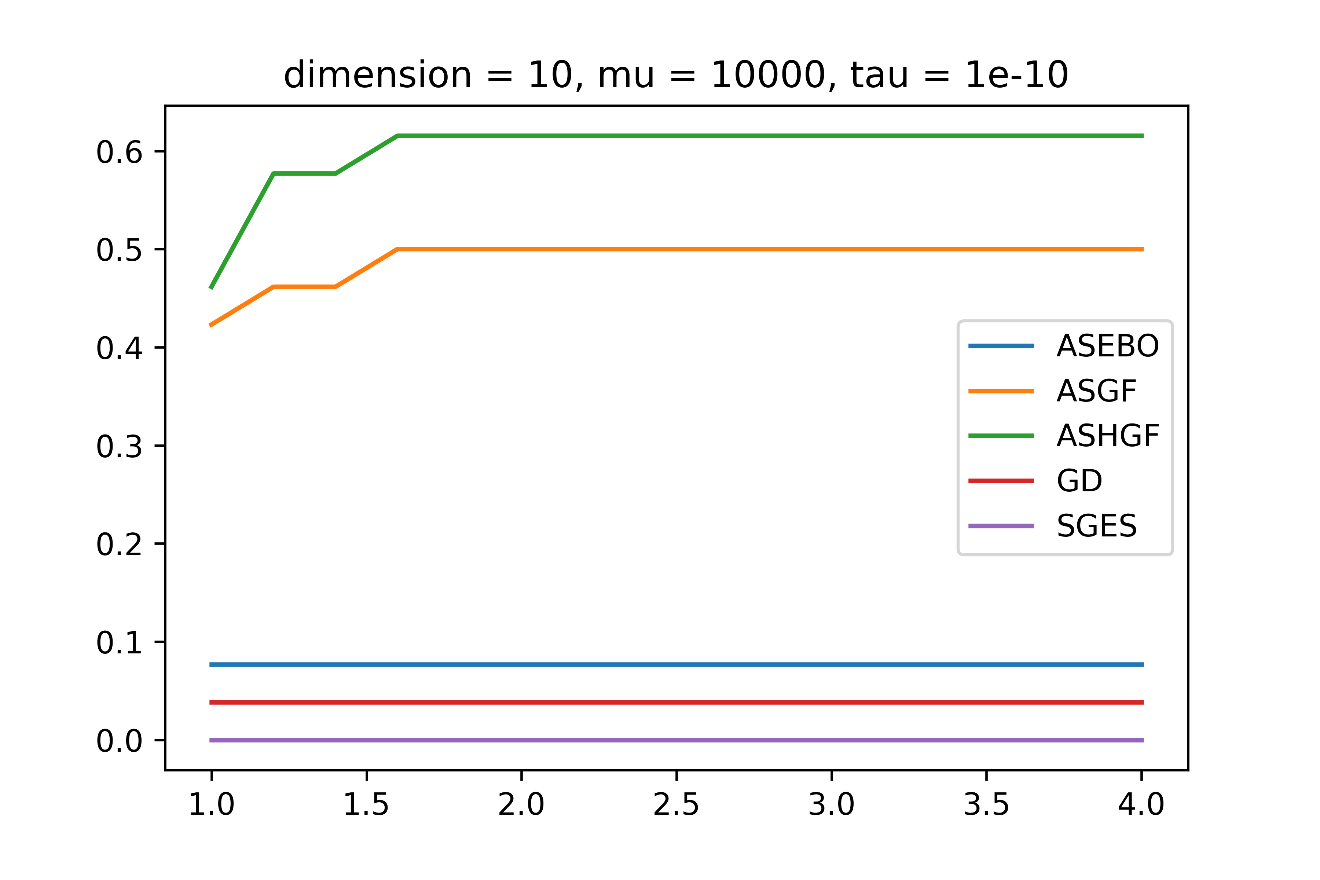 dimension = 10, mu = 10000, tau = 1e-10
0.6
0.5
0.4
0.3
0.2
0.1
0.0
ASEBO
ASGF
ASHGF
GD
SGES
1.0 1.5 2.0 2.5 3.0 3.5 4.0